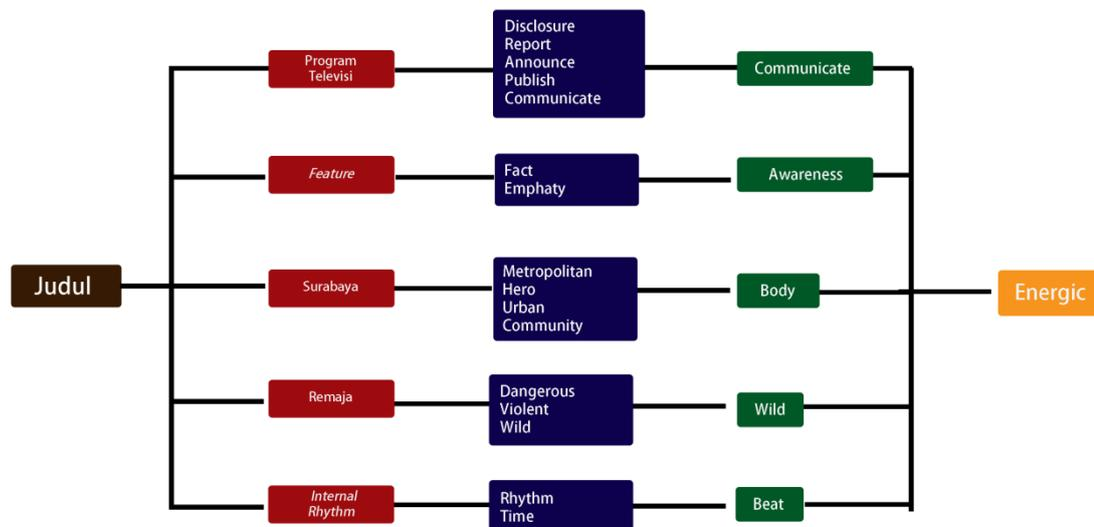 Judul
Program
Televisi
Disclosure
Report
Announce
Publish
Communicate
Communicate
Feature
Fact
Emphaty
Awareness
Surabaya
Metropolitan
Hero
Urban
Community
Body
Remaja
Dangerous
Violent
Wild
Wild
Internal
Rhythm
Rhythm
Time
Beat
Energic